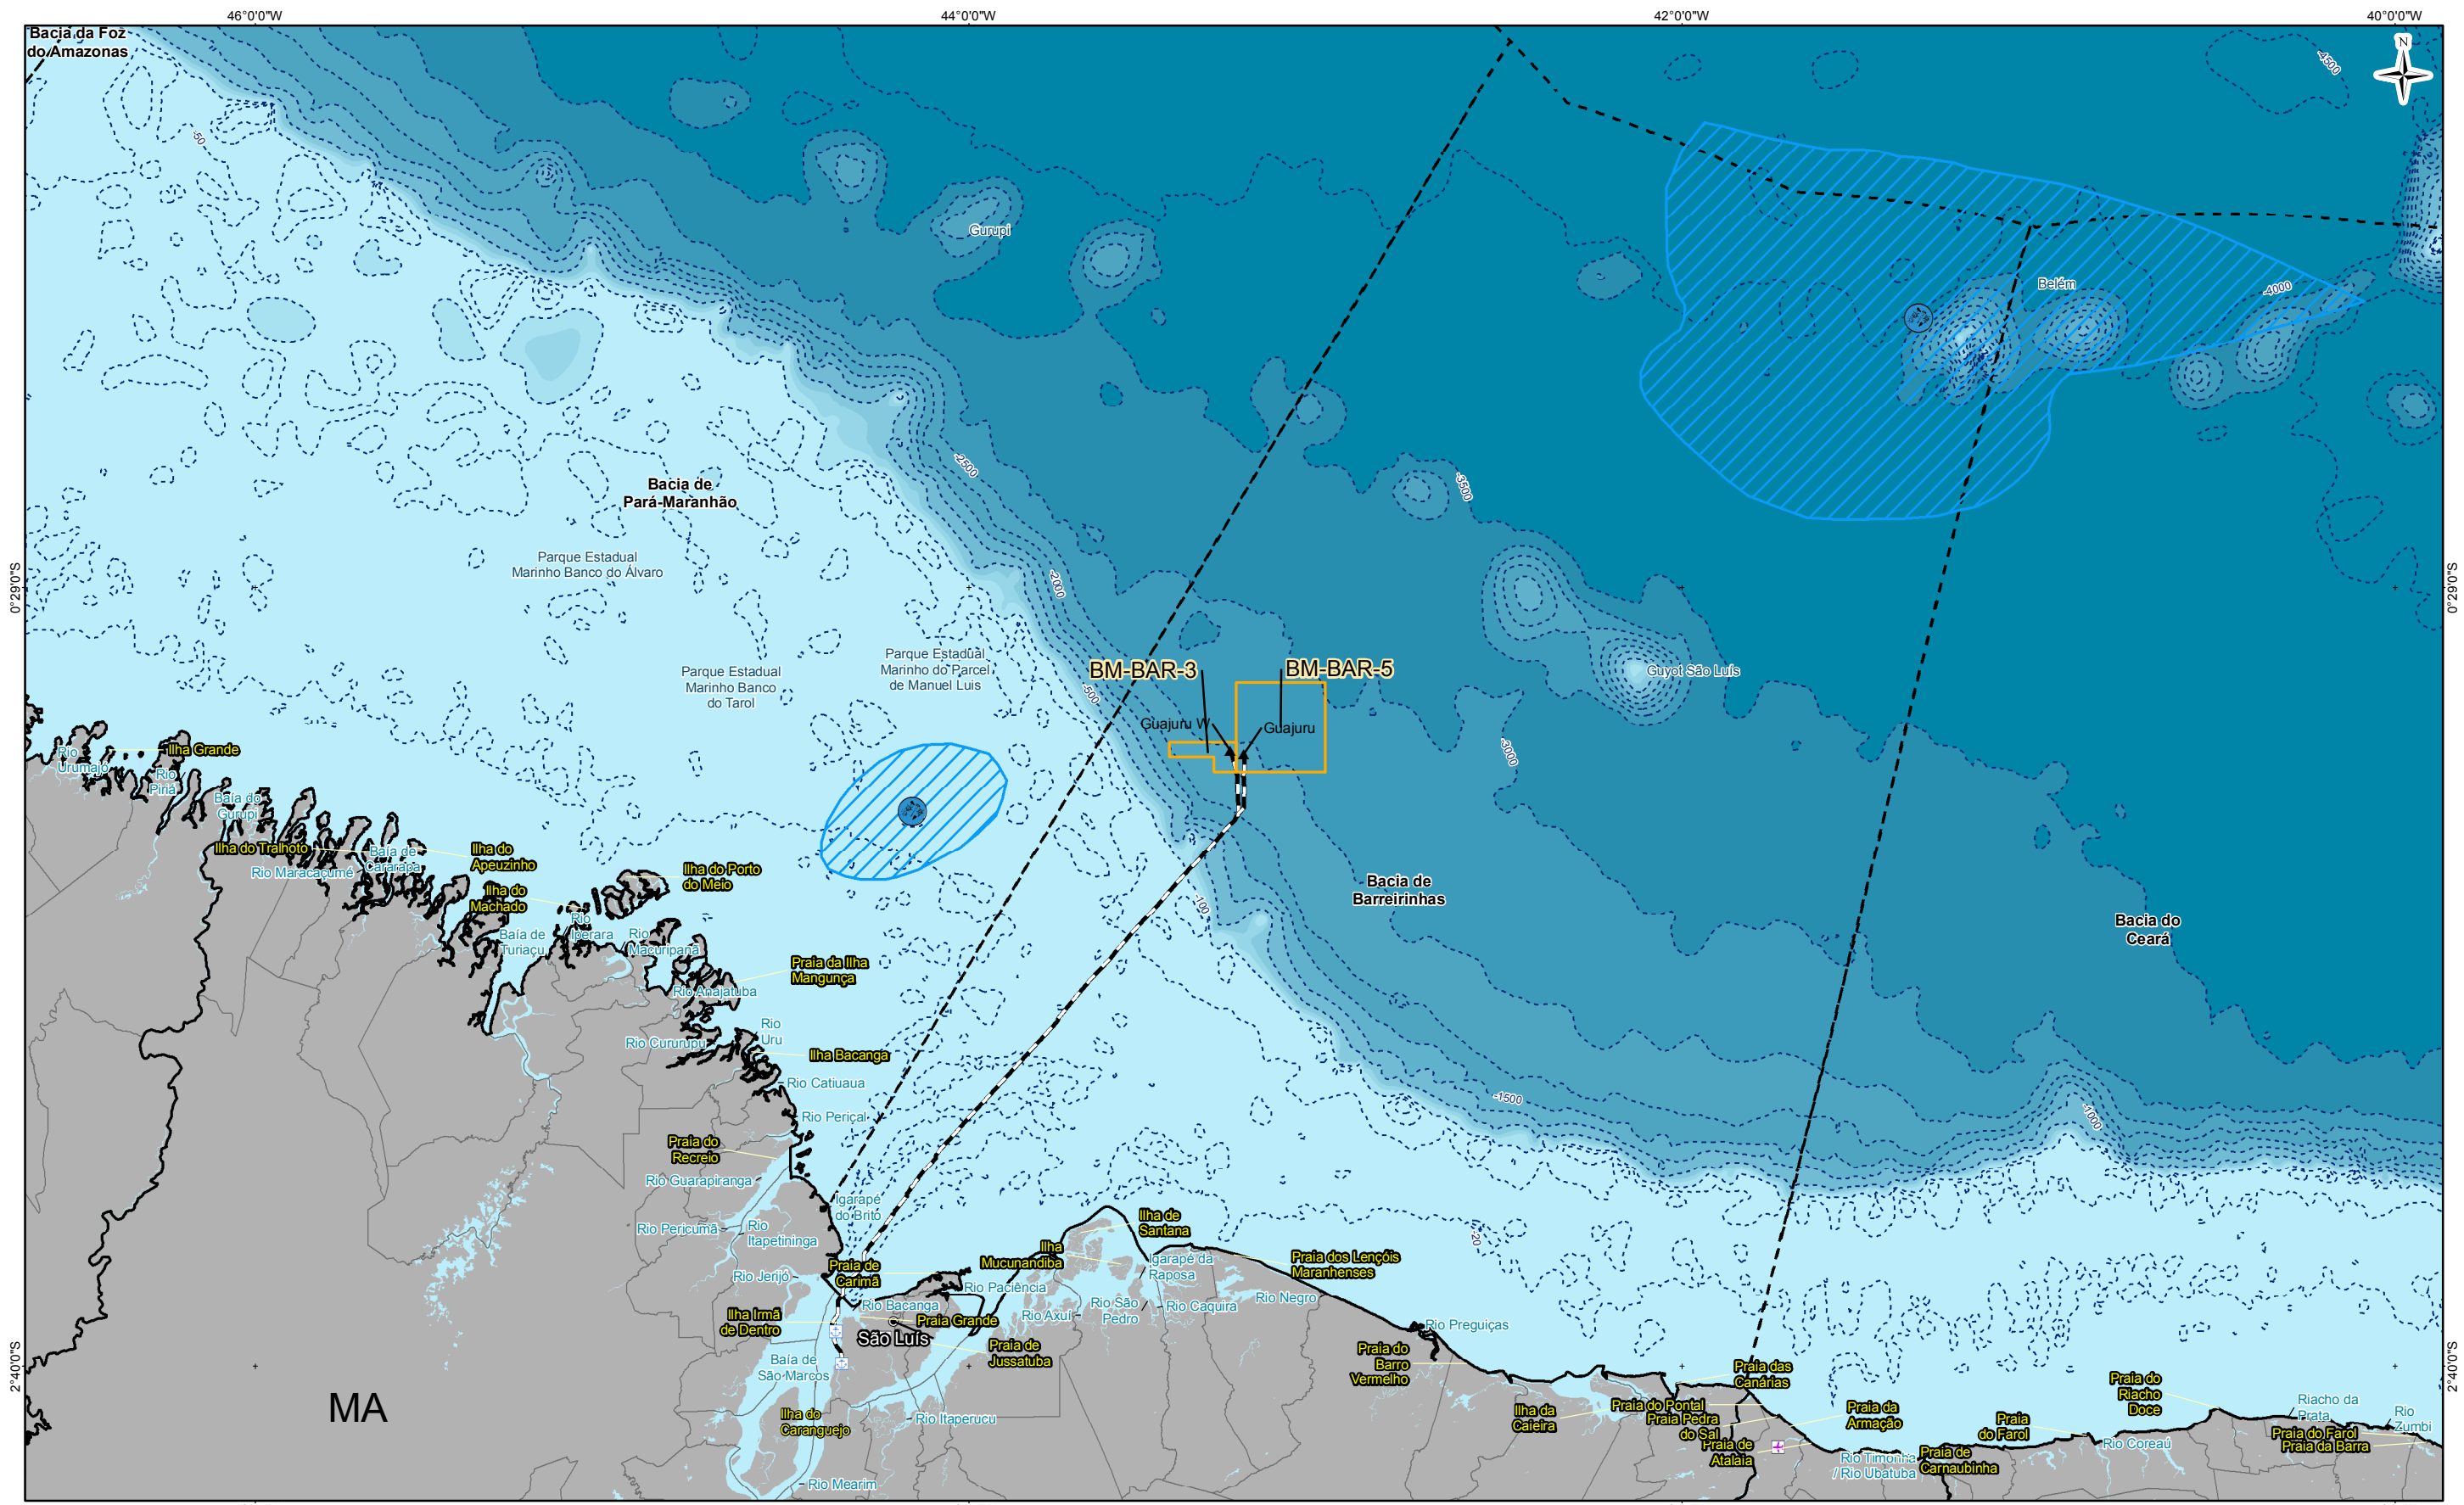 46°0'0"W
44°0'0"W
42°0'0"W
40°0'0"W
Bacia da Foz
do Amazonas
N
-4500
-50
Gurupi
Belém
-4000
-2500
-3500
Bacia de
Pará-Maranhão
Parque Estadual
Marinho Banco do Álvaro
-2000
0°29'0"S
0°29'0"S
Parque Estadual
Marinho do Parcel
de Manuel Luis
Parque Estadual
Marinho Banco
do Tarol
BM-BAR-3
BM-BAR-5
Guyot São Luís
-500
Guajuru W
Guajuru
-3000
Rio
Urumajó
Ilha Grande
Rio
Piriá
Baía do
Gurupi
Ilha do Tralhoto
Baía de
Cararapa
Rio Maracaçumé
Ilha do
Apeuzinho
Ilha do
Machado
Ilha do Porto
do Meio
Bacia de
Barreirinhas
-100
Bacia do
Ceará
Baía de
Turiaçu
Rio
Iperara
Rio
Macuripanã
Praia da Ilha
Mangunça
Rio Anajatuba
Rio
Uru
Rio Cururupu
Ilha Bacanga
Rio Catiuaua
Rio Periçal
-1500
-1000
Praia do
Recreio
Rio Guarapiranga
Igarapé
do Brito
Rio Pericumã
Rio
Itapetininga
Ilha de
Santana
-20
Ilha
Mucunandiba
Igarapé da
Raposa
Praia dos Lençóis
Maranhenses
Praia de
Carimã
Rio Jerijó
Rio Paciência
Rio Negro
Rio Bacanga
Rio Axuí
Rio São
Pedro
Rio Caquira
Ilha Irmã
de Dentro
Praia Grande
São Luís
Praia de
Jussatuba
Rio Preguiças
Praia do
Barro
Vermelho
Baía de
São Marcos
2°40'0"S
2°40'0"S
Praia das
Canárias
MA
Ilha do
Caranguejo
Rio Itaperucu
Ilha da
Caieira
Praia do Pontal
Praia Pedra
do Sal
Praia de
Atalaia
Praia da
Armação
Praia do
Riacho
Doce
Riacho da
Prata
Rio
Zumbi
Praia
do Farol
Praia do Farol
Praia da Barra
Rio Coreaú
Rio Timonha
/ Rio Ubatuba
Praia de
Carnaubinha
Rio Mearim